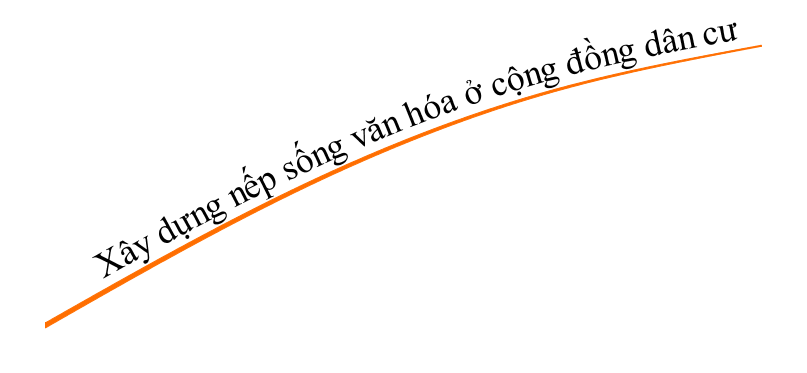 Xây dựng nếp sống văn hóa ở cộng đồng dân cư